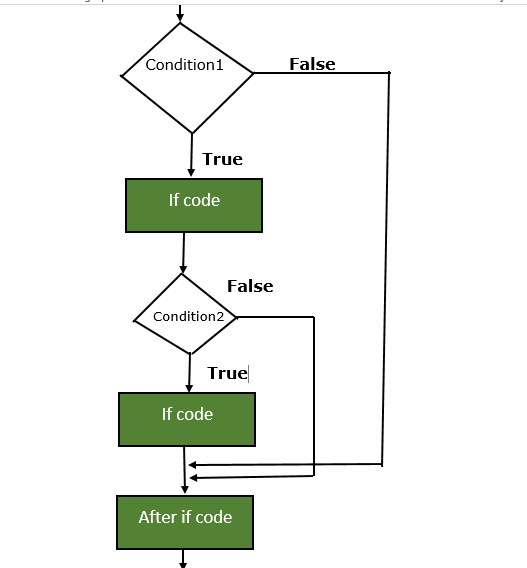 Condition1
False
True
If code
False
Condition2
True
If code
After if code